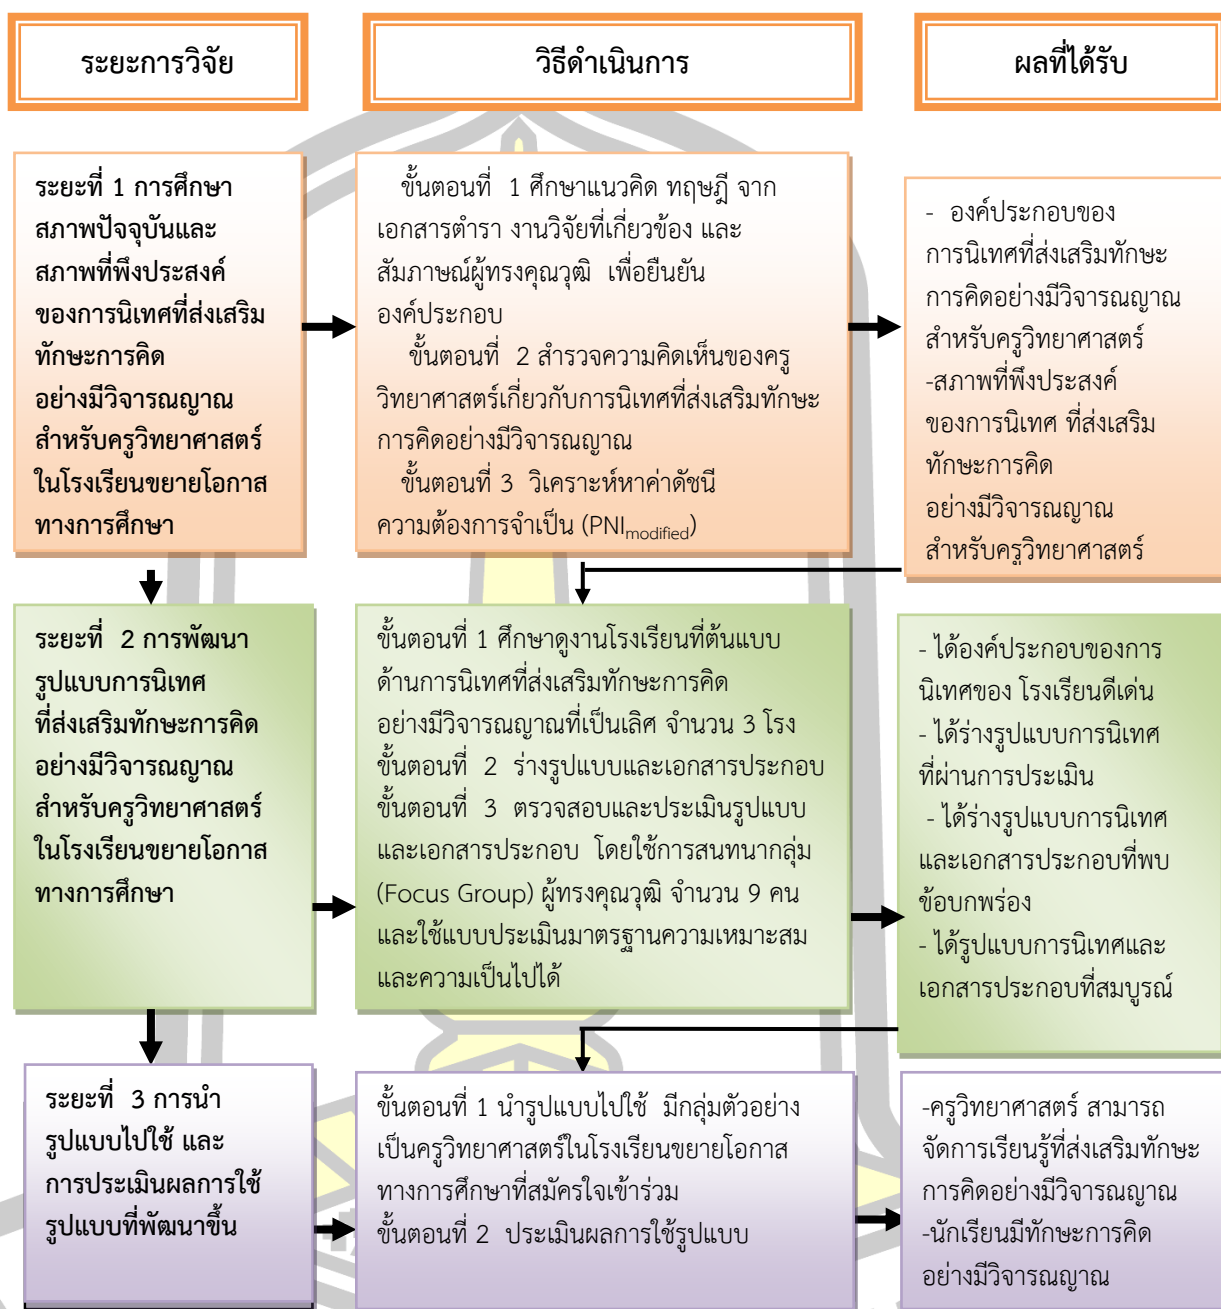 ระยะการวิจัย
วิธีดำเนินการ
ผลที่ได้รับ
ระยะที่ 1 การศึกษา
สภาพปัจจุบันและ
สภาพที่พึงประสงค์
ของการนิเทศที่ส่งเสริม
ทักษะการคิด
อย่างมีวิจารณญาณ
สำหรับครูวิทยาศาสตร์
ในโรงเรียนขยายโอกาส
ทางการศึกษา
ขั้นตอนที่ 1 ศึกษาแนวคิด ทฤษฎี จาก
เอกสารตำรา งานวิจัยที่เกี่ยวข้อง และ
สัมภาษณ์ผู้ทรงคุณวุฒิ เพื่อยืนยัน
องค์ประกอบ
ขั้นตอนที่ 2 สำรวจความคิดเห็นของครู
วิทยาศาสตร์เกี่ยวกับการนิเทศที่ส่งเสริมทักษะ
การคิดอย่างมีวิจารณญาณ
ขั้นตอนที่ 3 วิเคราะห์หาค่าดัชนี
ความต้องการจำเป็น (PNImodified)
- องค์ประกอบของ
การนิเทศที่ส่งเสริมทักษะ
การคิดอย่างมีวิจารณญาณ
สำหรับครูวิทยาศาสตร์
-สภาพที่พึงประสงค์
ของการนิเทศ ที่ส่งเสริม
ทักษะการคิด
อย่างมีวิจารณญาณ
สำหรับครูวิทยาศาสตร์
ระยะที่ 2 การพัฒนา
รูปแบบการนิเทศ
ที่ส่งเสริมทักษะการคิด
อย่างมีวิจารณญาณ
สำหรับครูวิทยาศาสตร์
ในโรงเรียนขยายโอกาส
ทางการศึกษา
ขั้นตอนที่ 1 ศึกษาดูงานโรงเรียนที่ต้นแบบ
ด้านการนิเทศที่ส่งเสริมทักษะการคิด
อย่างมีวิจารณญาณที่เป็นเลิศ จำนวน 3 โรง
ขั้นตอนที่ 2 ร่างรูปแบบและเอกสารประกอบ
ขั้นตอนที่ 3 ตรวจสอบและประเมินรูปแบบ
และเอกสารประกอบ โดยใช้การสนทนากลุ่ม
(Focus Group) ผู้ทรงคุณวุฒิ จำนวน 9 คน
และใช้แบบประเมินมาตรฐานความเหมาะสม
และความเป็นไปได้
- ได้องค์ประกอบของการ
นิเทศของ โรงเรียนดีเด่น
- ได้ร่างรูปแบบการนิเทศ
ที่ผ่านการประเมิน
- ได้ร่างรูปแบบการนิเทศ
และเอกสารประกอบที่พบ
ข้อบกพร่อง
- ได้รูปแบบการนิเทศและ
เอกสารประกอบที่สมบูรณ์
ระยะที่ 3 การนำ
รูปแบบไปใช้ และ
การประเมินผลการใช้
รูปแบบที่พัฒนาขึ้น
ขั้นตอนที่ 1 นำรูปแบบไปใช้ มีกลุ่มตัวอย่าง
เป็นครูวิทยาศาสตร์ในโรงเรียนขยายโอกาส
ทางการศึกษาที่สมัครใจเข้าร่วม
ขั้นตอนที่ 2 ประเมินผลการใช้รูปแบบ
-ครูวิทยาศาสตร์ สามารถ
จัดการเรียนรู้ที่ส่งเสริมทักษะ
การคิดอย่างมีวิจารณญาณ
-นักเรียนมีทักษะการคิด
อย่างมีวิจารณญาณ